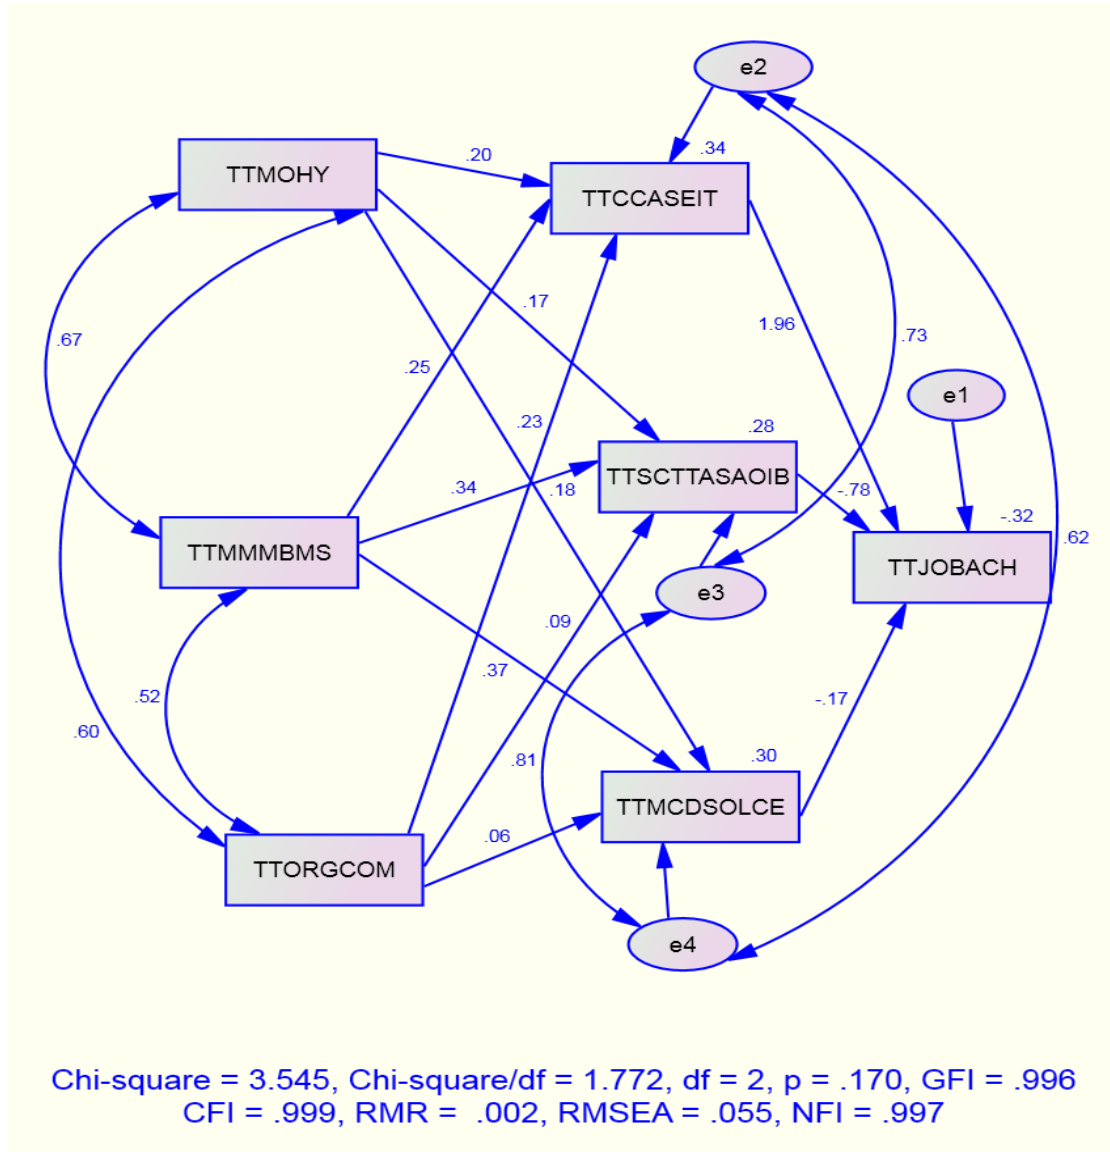 e2
.34
TTMOHY
.20
TTCCASEIT
.17
1.96
.73
.67
.25
e1
.23
.28
TTSCTTASAOIB
.34
.18
-.78
-.32
.62
TTMMMBMS
TTJOBACH
e3
.09
.37
.52
-.17
.60
.81
.30
TTMCDSOLCE
.06
TTORGCOM
e4
Chi-square = 3.545, Chi-square/df = 1.772, df = 2, p = .170, GFI = .996
CFI = .999, RMR = .002, RMSEA = .055, NFI = .997